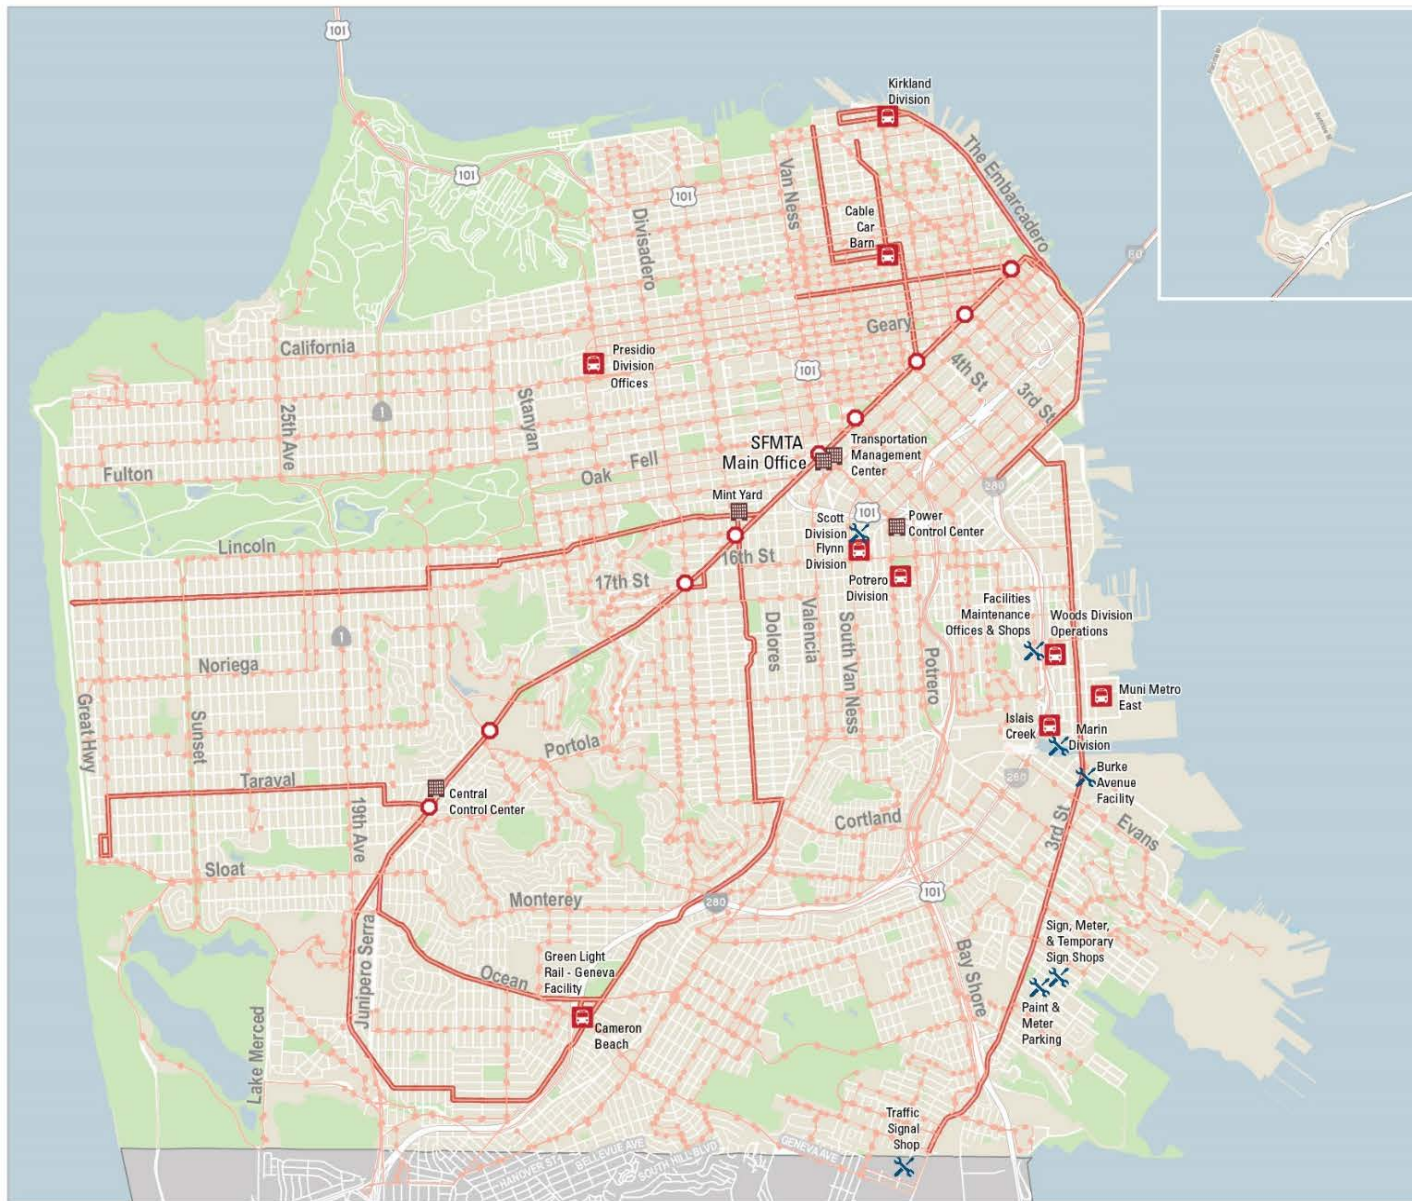 101
Kirkland
Division
The Embarcadero
101
101
Van Ness
Divisadero
Cable
Car
Barn
80
Geary
California
Presidio
Division
Offices
101
4th St
3rd St
25th Ave
1
Stanyan
SFMTA
Main Office
Transportation
Management
Center
Fell
Oak
Fulton
280
Mint Yard
Scott
Division
101
Power
Control Center
Flynn
Division
Lincoln
16th St
17th St
Potrero
Division
Facilities
Maintenance
Offices & Shops
Woods Division
Operations
Dolores
Valencia
South Van Ness
Potrero
1
Noriega
Great Hwy
Sunset
Muni Metro
East
Islais
Creek
Marin
Division
Portola
Taraval
280
Burke
Avenue
Facility
Central
Control Center
19th Ave
Cortland
3rd St
Evans
Sloat
Monterey
280
101
Junipero Serra
Green Light
Rail - Geneva
Facility
Ocean
Bay Shore
Sign, Meter,
& Temporary
Sign Shops
Paint &
Meter
Parking
Cameron
Beach
Lake Merced
Traffic
Signal
Shop
GENEVA AVE
BELLEVUE AVE
HANOVER ST
SOUTH HILL BLVD